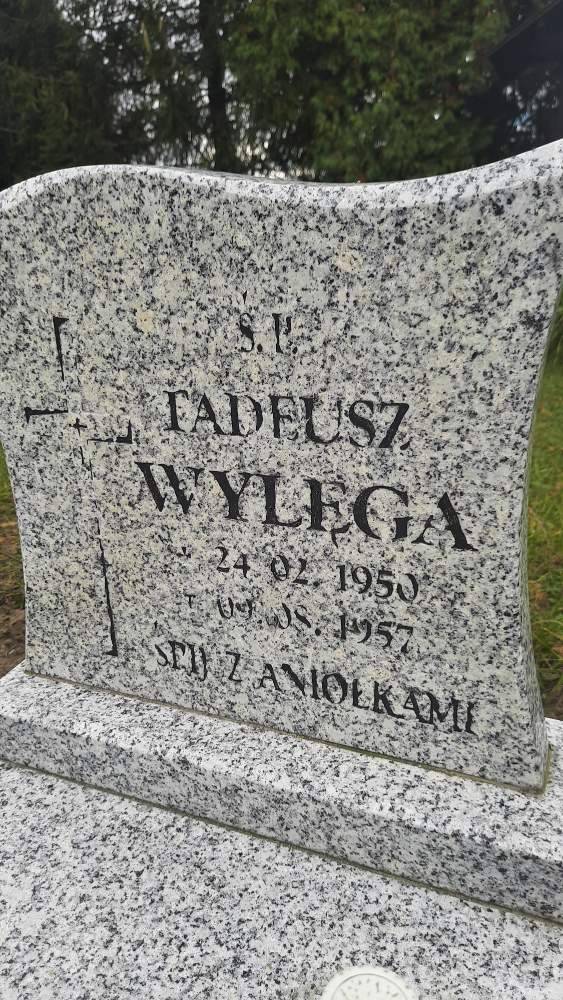 Ś.P.
TADEUSZ
WYLĘGA
* 24 02 1950
† 09.08. 1957
ŚPIJ Z ANIOŁKAMI